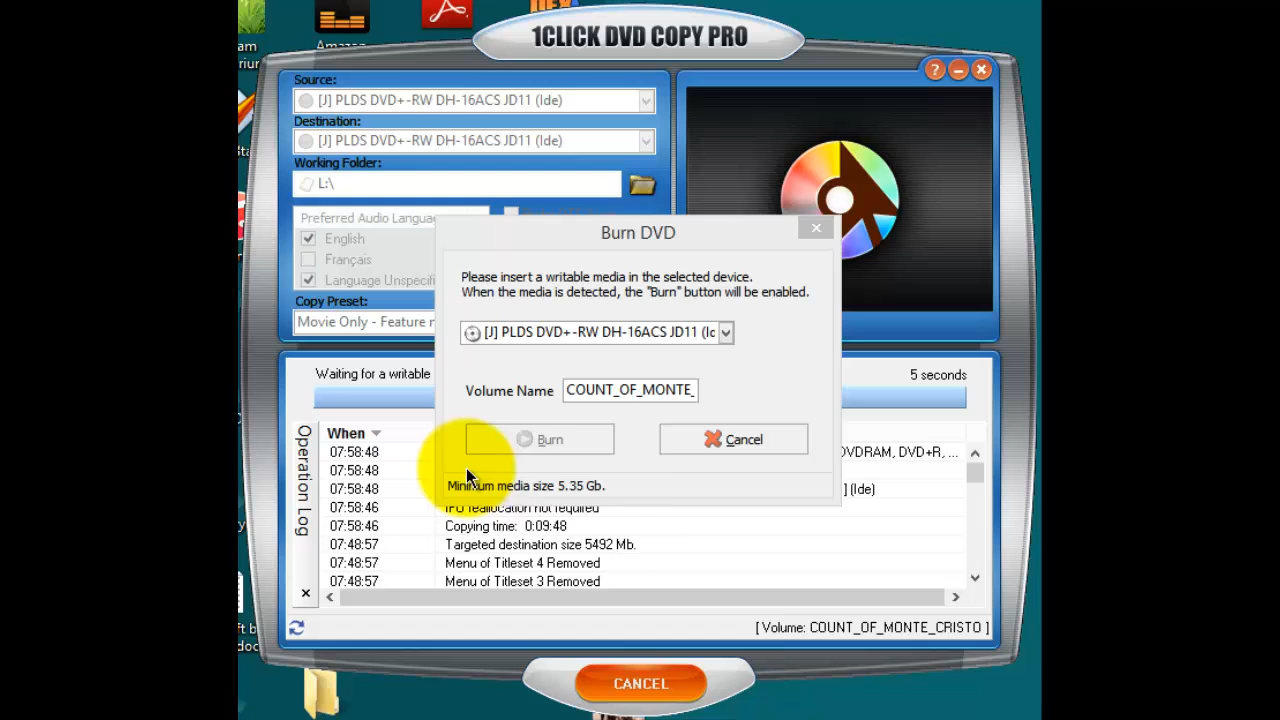 am
Amazon
1CLICK DVD COPY PRO
Source:
[J] PLDS DVD+-RW DH-16ACS JD11 (Ide)
Destination:
[J] PLDS DVD+-RW DH-16ACS JD11 (Ide)
Working Folder:
L:\
Preferred Audio Langua
English
Français
Language Unspecifi
Copy Preset:
Movie Only - Feature
Burn DVD
Please insert a writable media in the selected device.
When the media is detected, the "Burn" button will be enabled.
[J] PLDS DVD+-RW DH-16ACS JD11 (Ic
Volume Name COUNT_OF_MONTE_
Burn Cancel
Minimum media size 5.35 Gb.
Waiting for a writable 5 seconds
Operation Log
When
07:58:48 DVDRAM, DVD+R, ...
07:58:48
07:58:48 ] (Ide)
07:58:46 IFO reallocation not required
07:58:46 Copying time: 0:09:48
07:48:57 Targeted destination size 5492 Mb.
07:48:57 Menu of Titleset 4 Removed
07:48:57 Menu of Titleset 3 Removed
[ Volume: COUNT_OF_MONTE_CRISTO ]
CANCEL